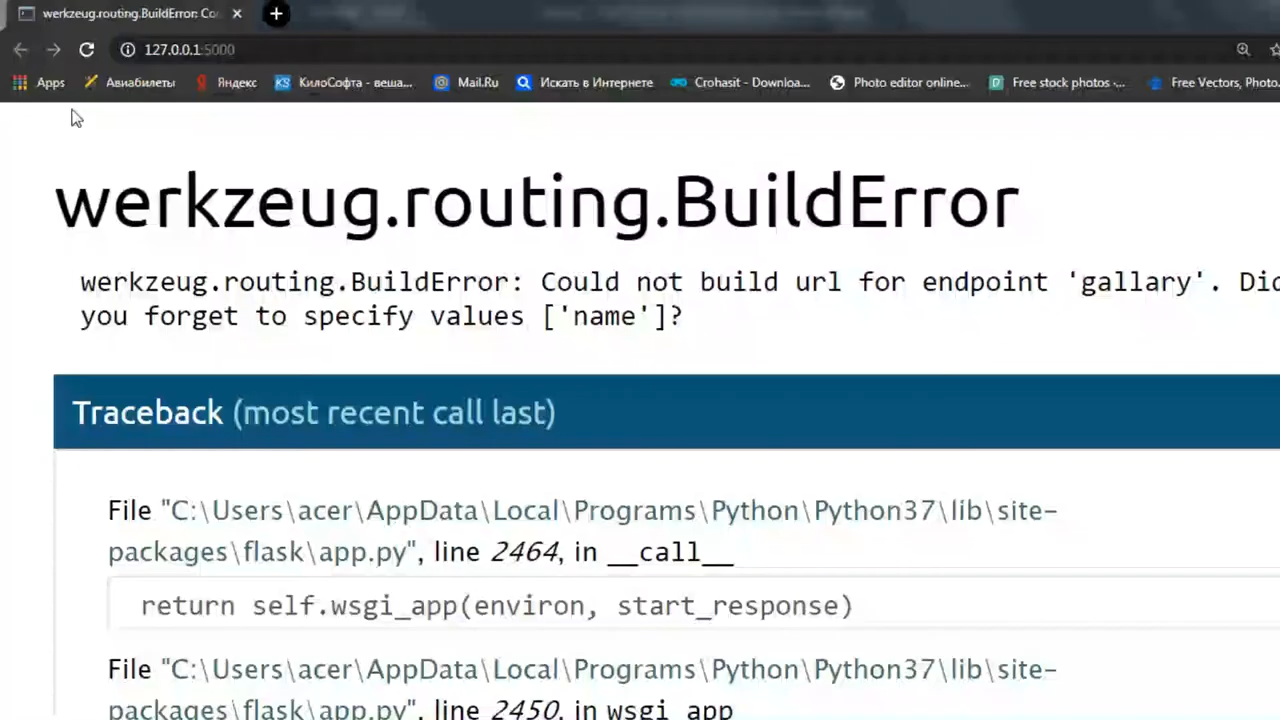 werkzeug.routing.BuildError: Co
127.0.0.1:5000
Apps Авиабилеты Яндекс КилоСофта - веща... Mail.Ru Искать в Интернете Crohasit - Downloa... Photo editor online... Free stock photos -... Free Vectors, Photo
werkzeug.routing.BuildError
werkzeug.routing.BuildError: Could not build url for endpoint 'gallary'. Did
you forget to specify values ['name']?
Traceback (most recent call last)
File "C:\Users\acer\AppData\Local\Programs\Python\Python37\lib\site-
packages\flask\app.py", line 2464, in __call__
return self.wsgi_app(environ, start_response)
File "C:\Users\acer\AppData\Local\Programs\Python\Python37\lib\site-
packages\flask\app.py", line 2450, in wsgi_app